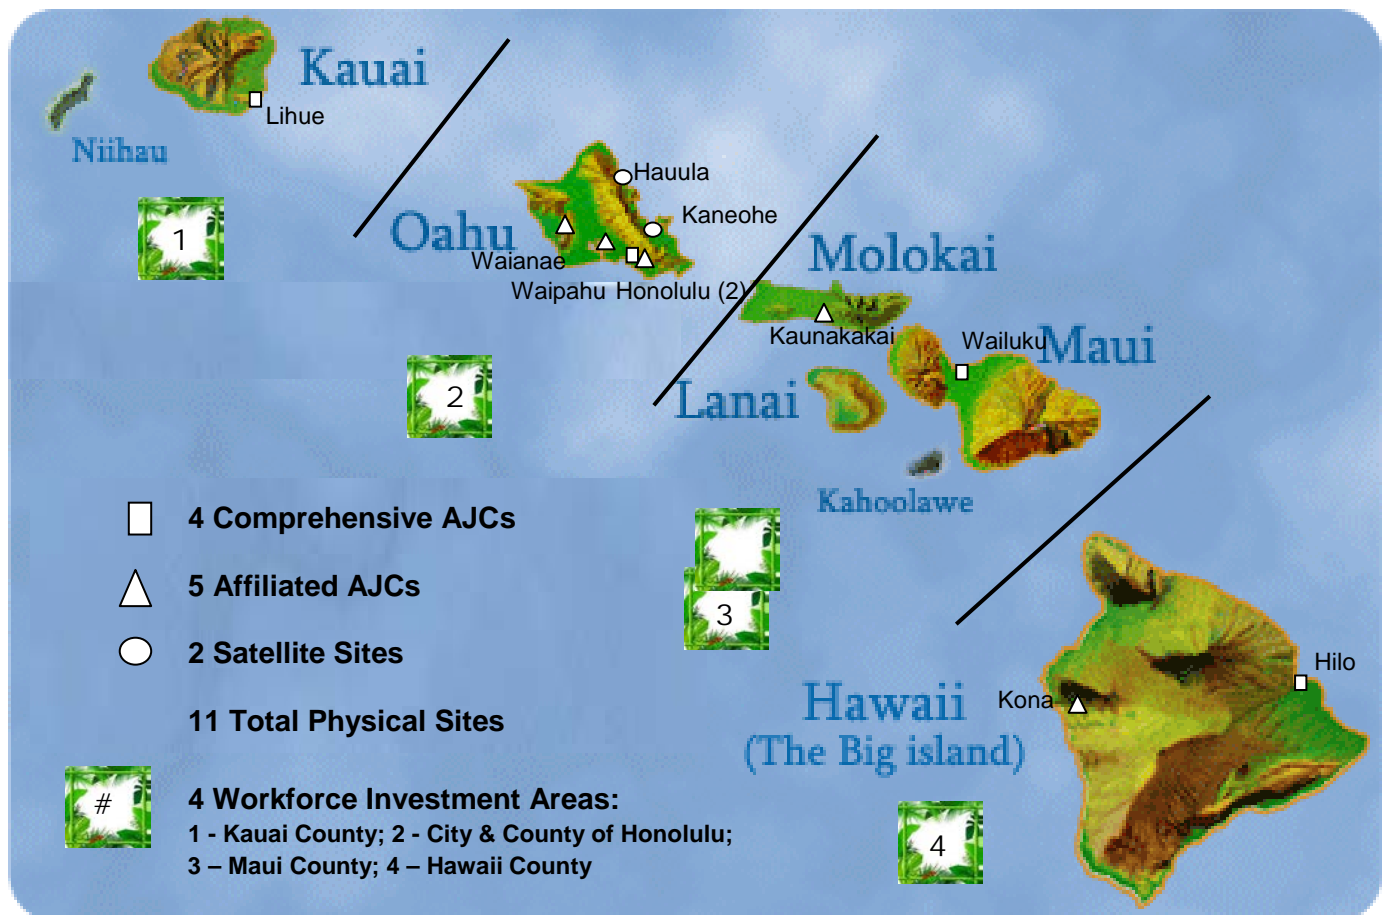 Kauai
Lihue
Niihau
1
Hauula
Kaneohe
Oahu
Waianae
Waipahu Honolulu (2)
Molokai
Kaunakakai
Wailuku
Maui
Lanai
Kahoolawe
2
3
4 Comprehensive AJCs
5 Affiliated AJCs
2 Satellite Sites
11 Total Physical Sites
# 4 Workforce Investment Areas:
1 - Kauai County; 2 - City & County of Honolulu;
3 – Maui County; 4 – Hawaii County
Hilo
Kona
Hawaii
(The Big island)
4